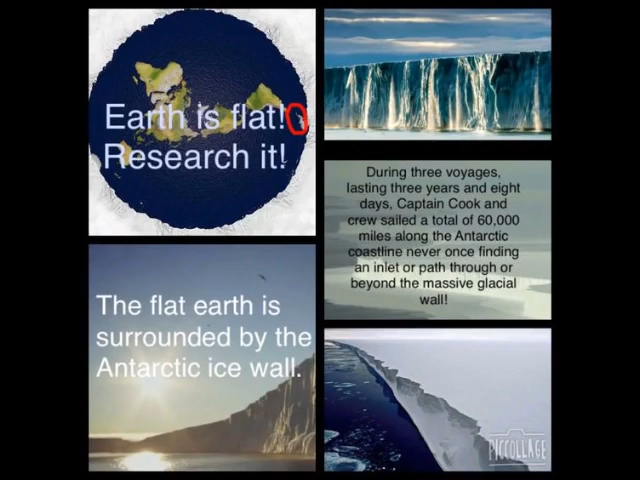 Earth is flat!
Research it!
During three voyages,
lasting three years and eight
days, Captain Cook and
crew sailed a total of 60,000
miles along the Antarctic
coastline never once finding
an inlet or path through or
beyond the massive glacial
wall!
The flat earth is
surrounded by the
Antarctic ice wall.
PICCOLLAGE